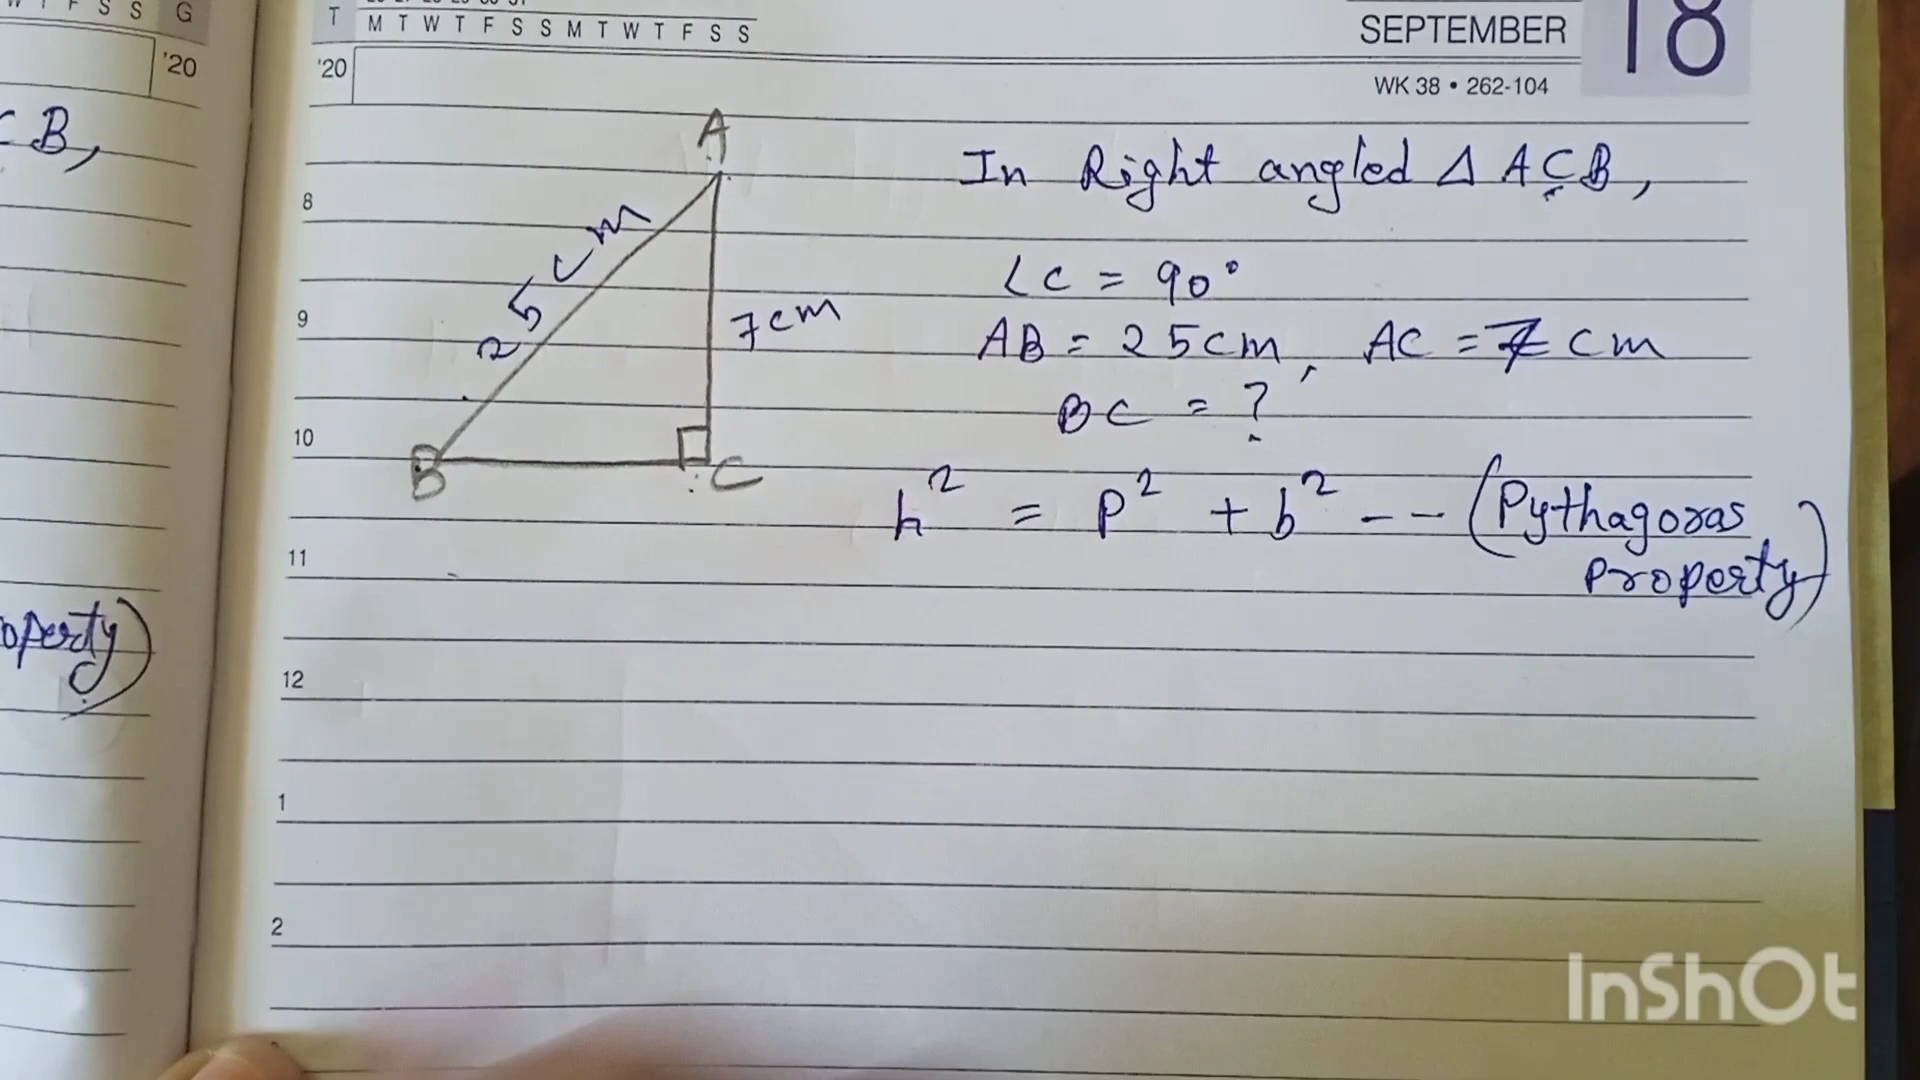 S S G
'20
B,
operty)
T
M T W T F S S M T W T F S S
'20
SEPTEMBER 18
WK 38 • 262-104
8
9
10
11
12
1
2
A
25cm
7cm
B
C
In Right angled Δ ACB,
∠C = 90°
AB = 25cm, AC = 7 cm
BC = ?
h² = p² + b² -- (Pythagoras
Property)
InShOt